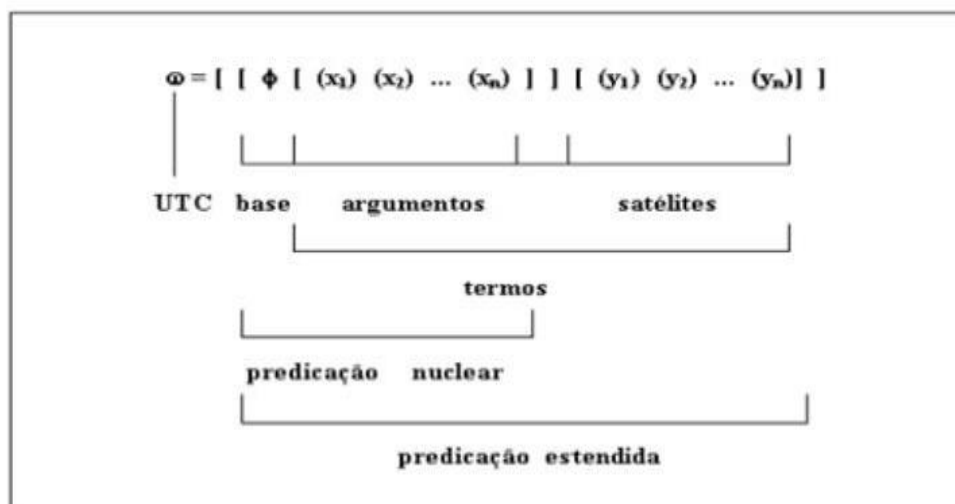 ω = [ [ ϕ [ (x₁) (x₂) ... (xₙ) ] ] [ (y₁) (y₂) ... (yₙ)] ]
UTC base argumentos satélites
termos
predicação nuclear
predicação estendida